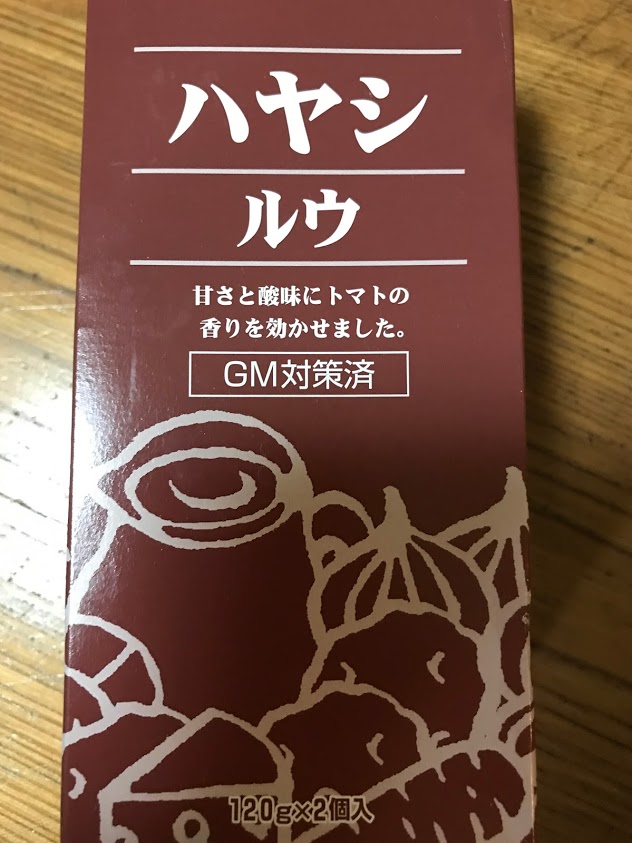 ハヤシ
ルウ
甘さと酸味にトマトの
香りを効かせました。
GM対策済
120g×2個入